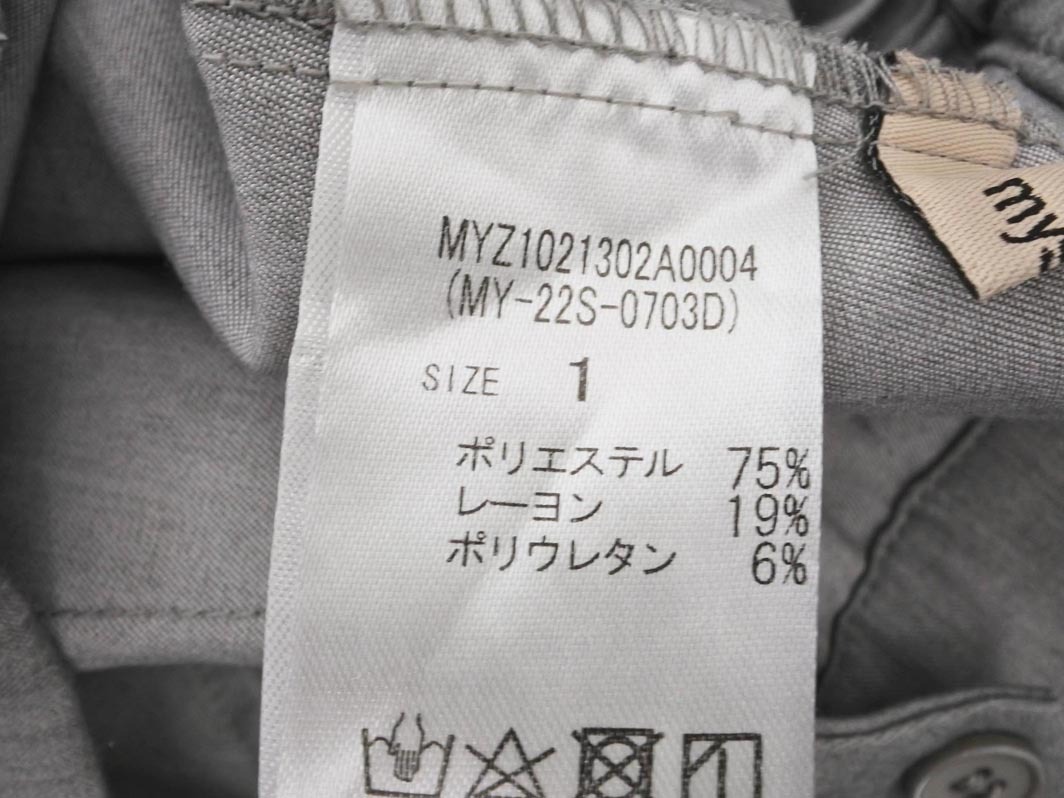 MYZ1021302A0004
(MY-22S-0703D)
SIZE 1
ポリエステル 75%
レーヨン 19%
ポリウレタン 6%
my